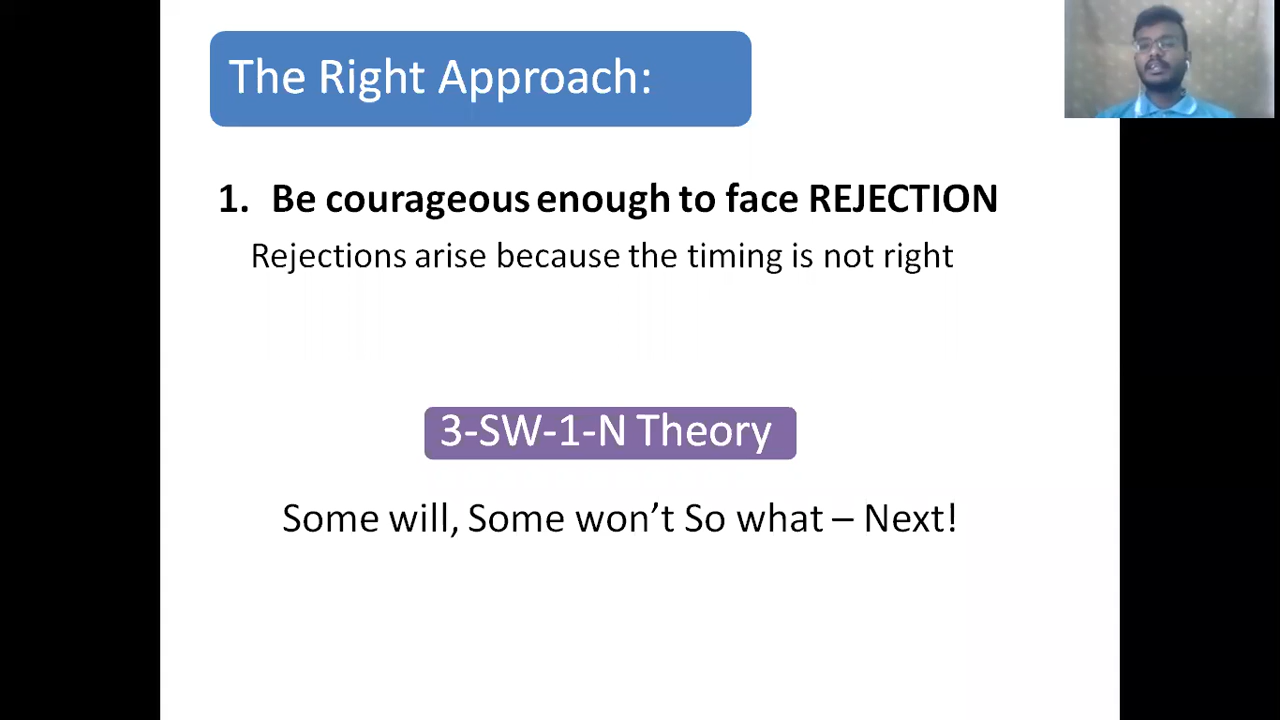 The Right Approach:
1. Be courageous enough to face REJECTION
Rejections arise because the timing is not right
3-SW-1-N Theory
Some will, Some won’t So what – Next!